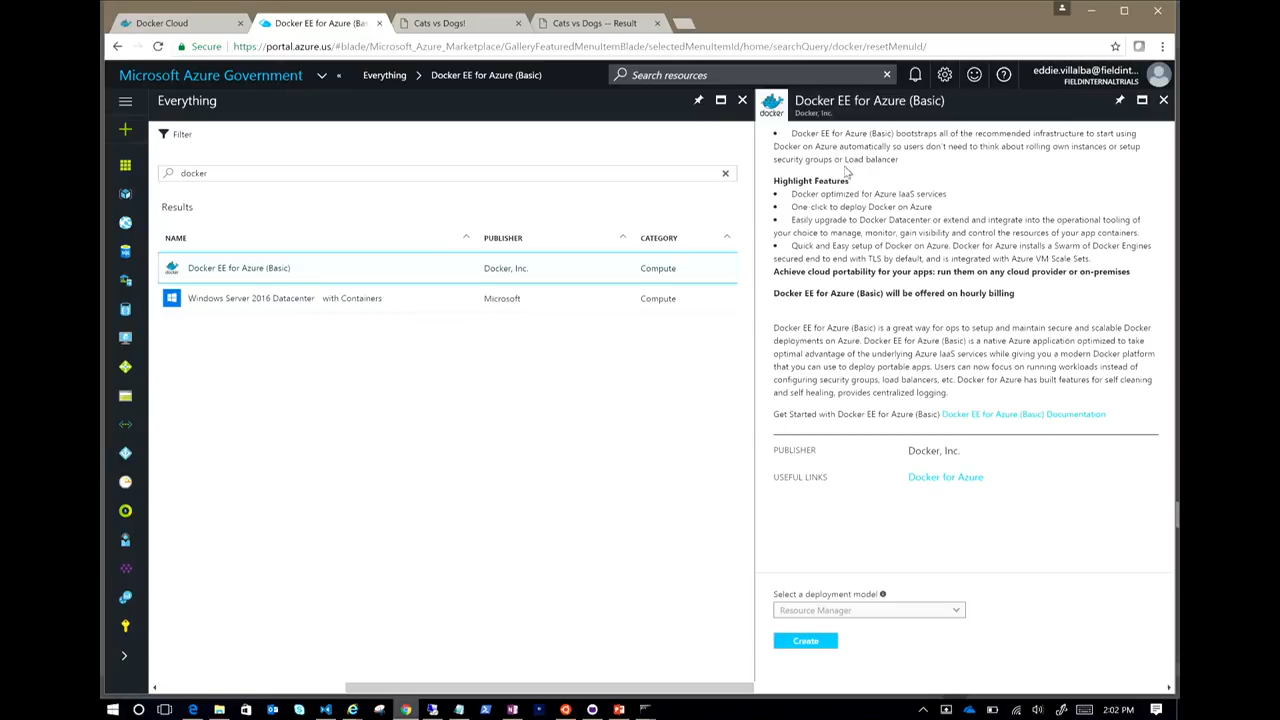 Docker Cloud
Docker EE for Azure (Bas
Cats vs Dogs!
Cats vs Dogs -- Result
Secure
https://portal.azure.us/#blade/Microsoft_Azure_Marketplace/GalleryFeaturedMenuItemBlade/selectedMenuItemId/home/searchQuery/docker/resetMenuId/
Microsoft Azure Government
Everything
Docker EE for Azure (Basic)
Search resources
eddie.villalba@fieldint...
FIELDINTERNALTRIALS
Everything
Filter
docker
Results
NAME PUBLISHER CATEGORY
docker Docker EE for Azure (Basic) Docker, Inc. Compute
Windows Server 2016 Datacenter with Containers Microsoft Compute
docker
Docker EE for Azure (Basic)
Docker, Inc.
• Docker EE for Azure (Basic) bootstraps all of the recommended infrastructure to start using
Docker on Azure automatically so users don't need to think about rolling own instances or setup
security groups or Load balancer
Highlight Features
• Docker optimized for Azure IaaS services
• One-click to deploy Docker on Azure
• Easily upgrade to Docker Datacenter or extend and integrate into the operational tooling of
your choice to manage, monitor, gain visibility and control the resources of your app containers.
• Quick and Easy setup of Docker on Azure. Docker for Azure installs a Swarm of Docker Engines
secured end to end with TLS by default, and is integrated with Azure VM Scale Sets.
Achieve cloud portability for your apps: run them on any cloud provider or on-premises
Docker EE for Azure (Basic) will be offered on hourly billing
Docker EE for Azure (Basic) is a great way for ops to setup and maintain secure and scalable Docker
deployments on Azure. Docker EE for Azure (Basic) is a native Azure application optimized to take
optimal advantage of the underlying Azure IaaS services while giving you a modern Docker platform
that you can use to deploy portable apps. Users can now focus on running workloads instead of
configuring security groups, load balancers, etc. Docker for Azure has built features for self cleaning
and self healing, provides centralized logging.
Get Started with Docker EE for Azure (Basic) Docker EE for Azure (Basic) Documentation
PUBLISHER Docker, Inc.
USEFUL LINKS Docker for Azure
Select a deployment model
Resource Manager
Create
2:02 PM